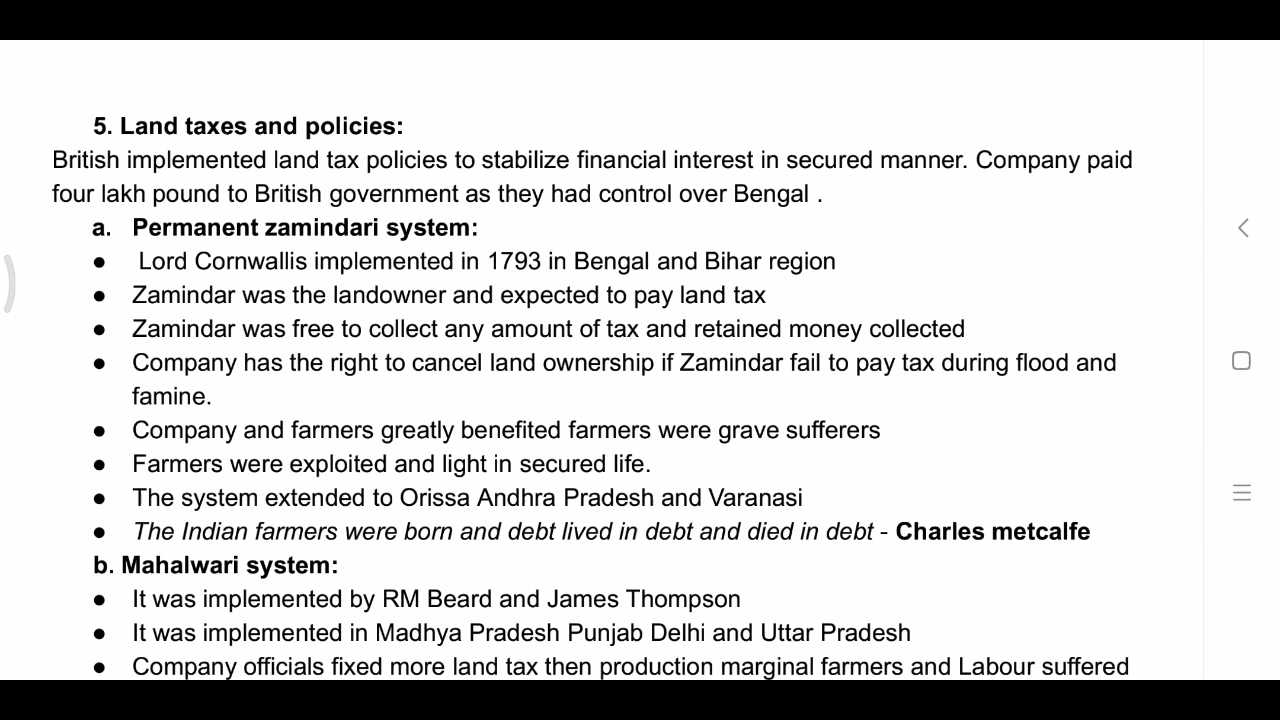 5. Land taxes and policies:
British implemented land tax policies to stabilize financial interest in secured manner. Company paid
four lakh pound to British government as they had control over Bengal .
a. Permanent zamindari system:
● Lord Cornwallis implemented in 1793 in Bengal and Bihar region
● Zamindar was the landowner and expected to pay land tax
● Zamindar was free to collect any amount of tax and retained money collected
● Company has the right to cancel land ownership if Zamindar fail to pay tax during flood and
famine.
● Company and farmers greatly benefited farmers were grave sufferers
● Farmers were exploited and light in secured life.
● The system extended to Orissa Andhra Pradesh and Varanasi
● The Indian farmers were born and debt lived in debt and died in debt - Charles metcalfe
b. Mahalwari system:
● It was implemented by RM Beard and James Thompson
● It was implemented in Madhya Pradesh Punjab Delhi and Uttar Pradesh
● Company officials fixed more land tax then production marginal farmers and Labour suffered